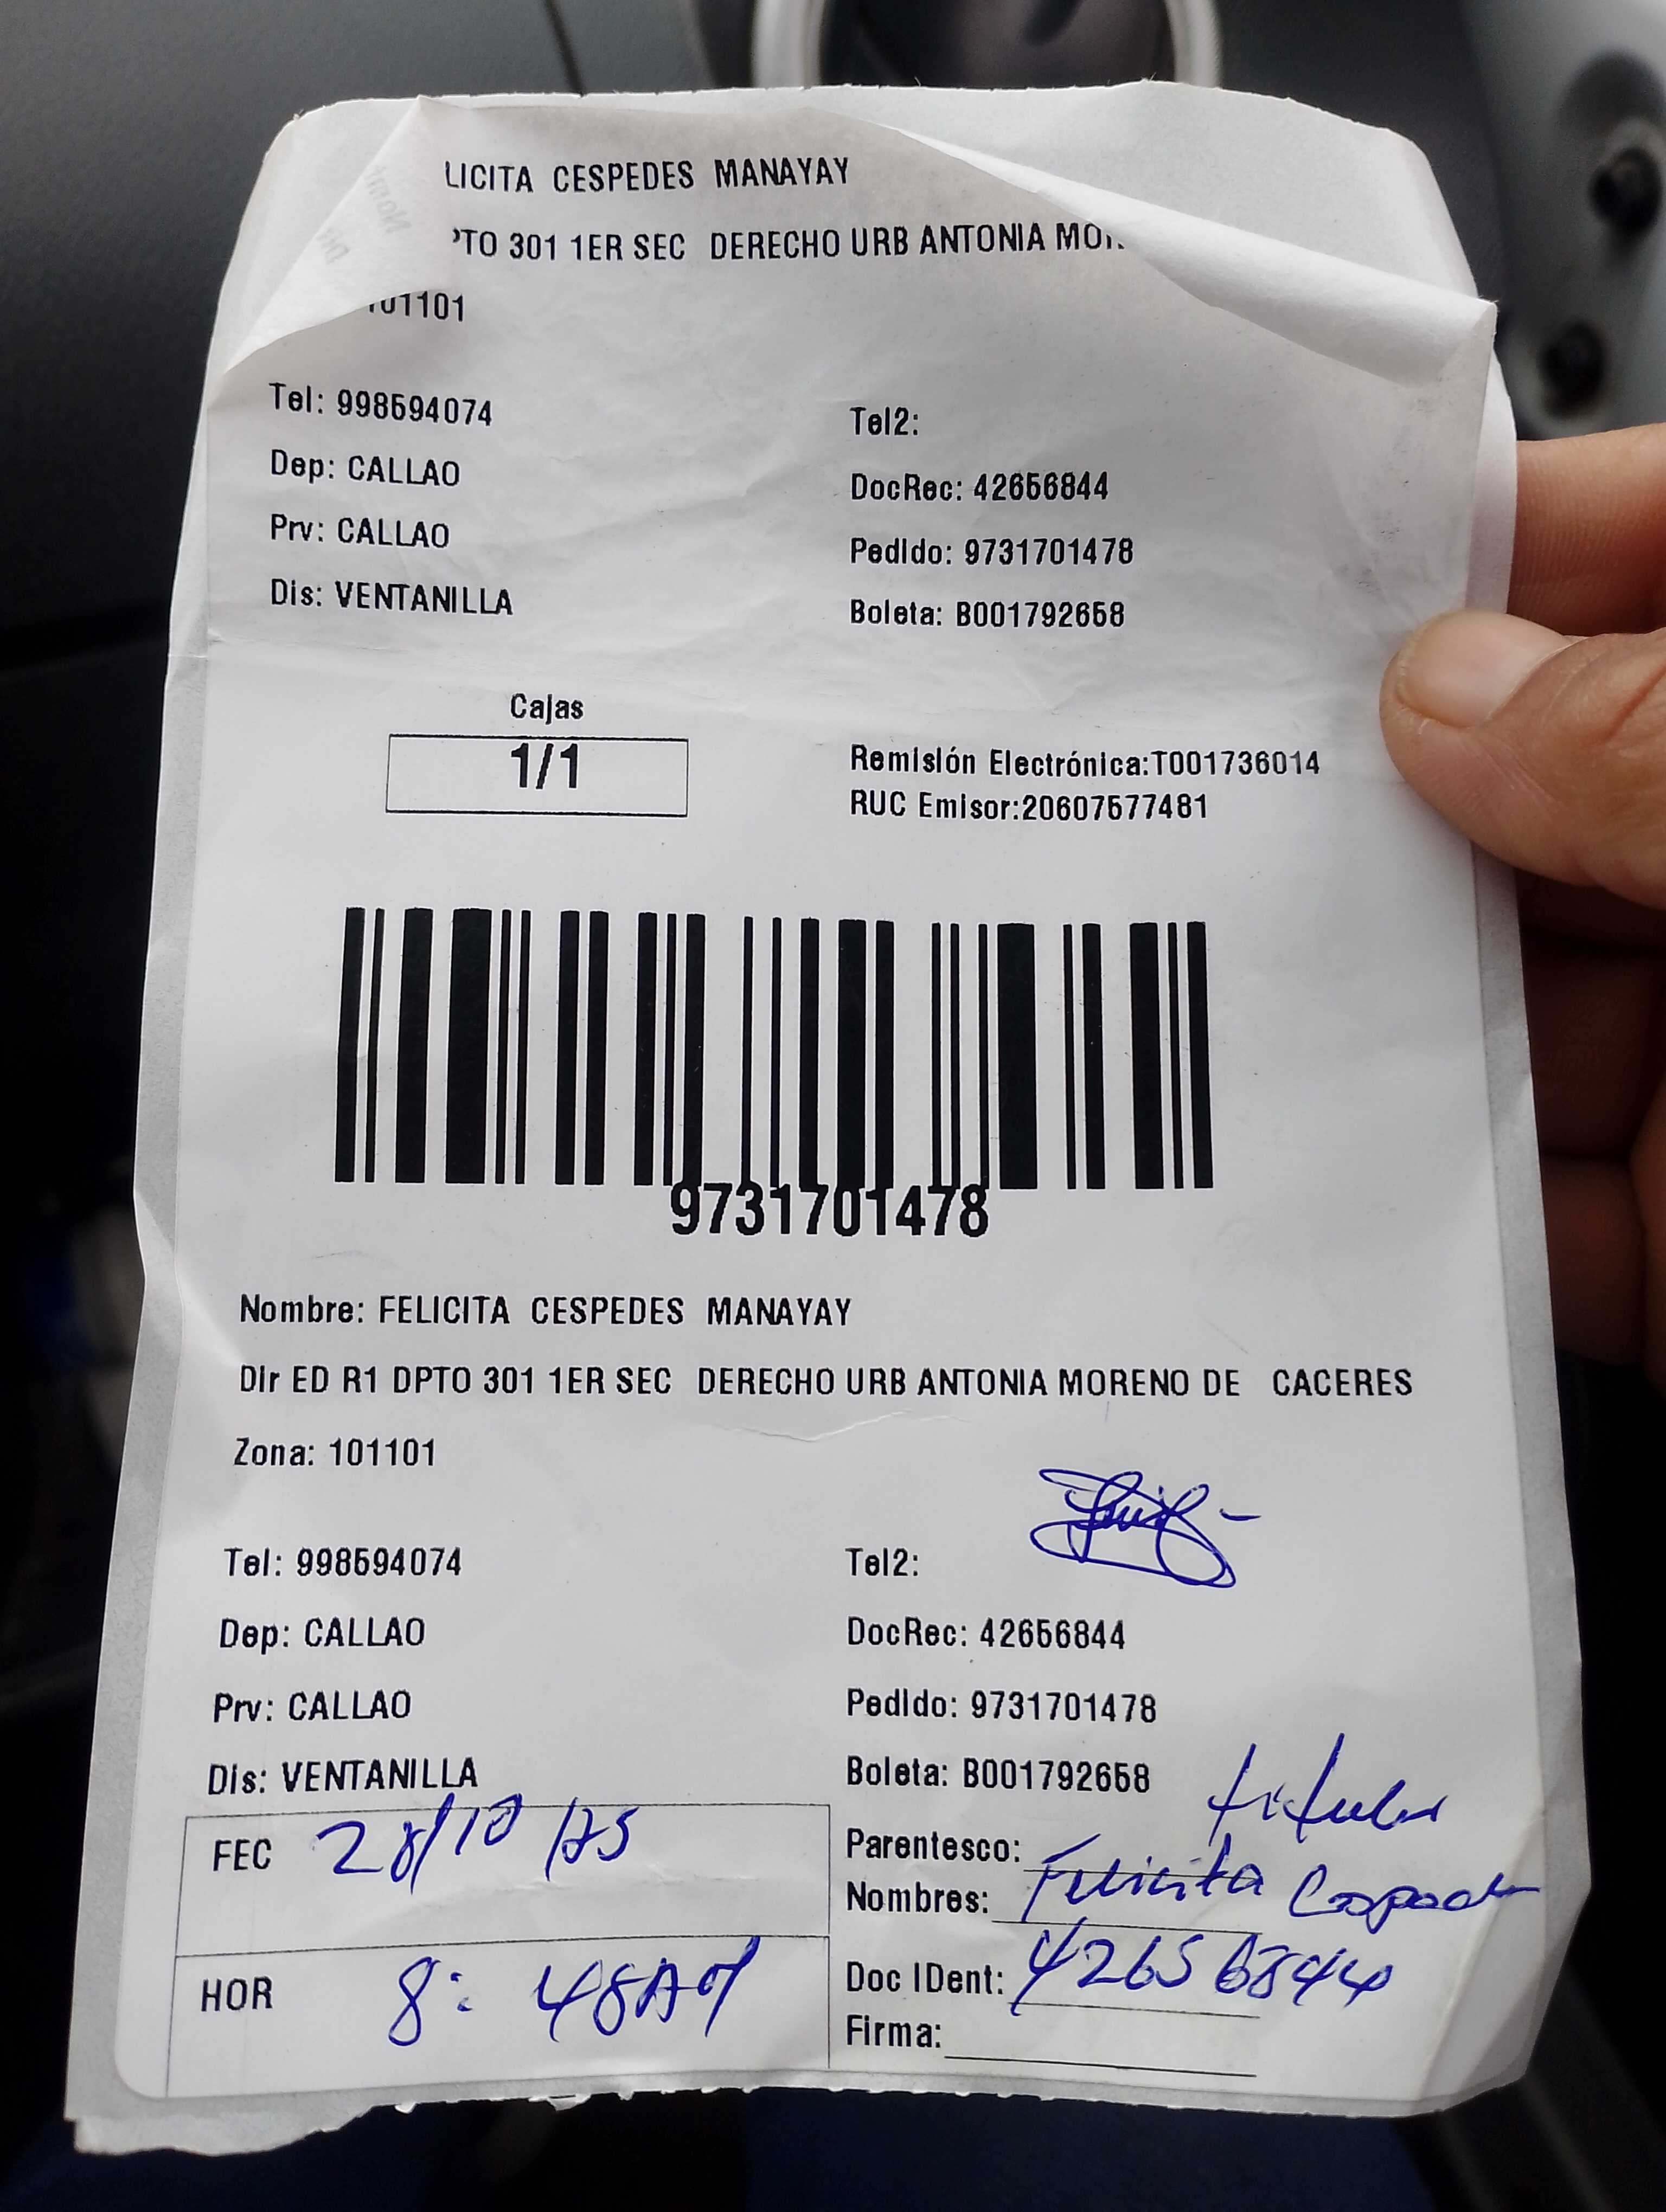 LICITA CESPEDES MANAYAY
PTO 301 1ER SEC DERECHO URB ANTONIA MO
101101
Tel: 998594074
Tel2:
Dep: CALLAO
DocRec: 42656844
Prv: CALLAO
Pedido: 9731701478
Dis: VENTANILLA
Boleta: B001792658
Cajas
1/1
Remisión Electrónica:T001736014
RUC Emisor:20607577481
9731701478
Nombre: FELICITA CESPEDES MANAYAY
Dir ED R1 DPTO 301 1ER SEC DERECHO URB ANTONIA MORENO DE CACERES
Zona: 101101
Tel: 998594074
Tel2:
Dep: CALLAO
DocRec: 42656844
Prv: CALLAO
Pedido: 9731701478
Dis: VENTANILLA
Boleta: B001792658
titular
FEC 28/10/25
Parentesco:
Nombres: Felicita Cespedes
HOR 8:48AM
Doc IDent: 42656844
Firma: